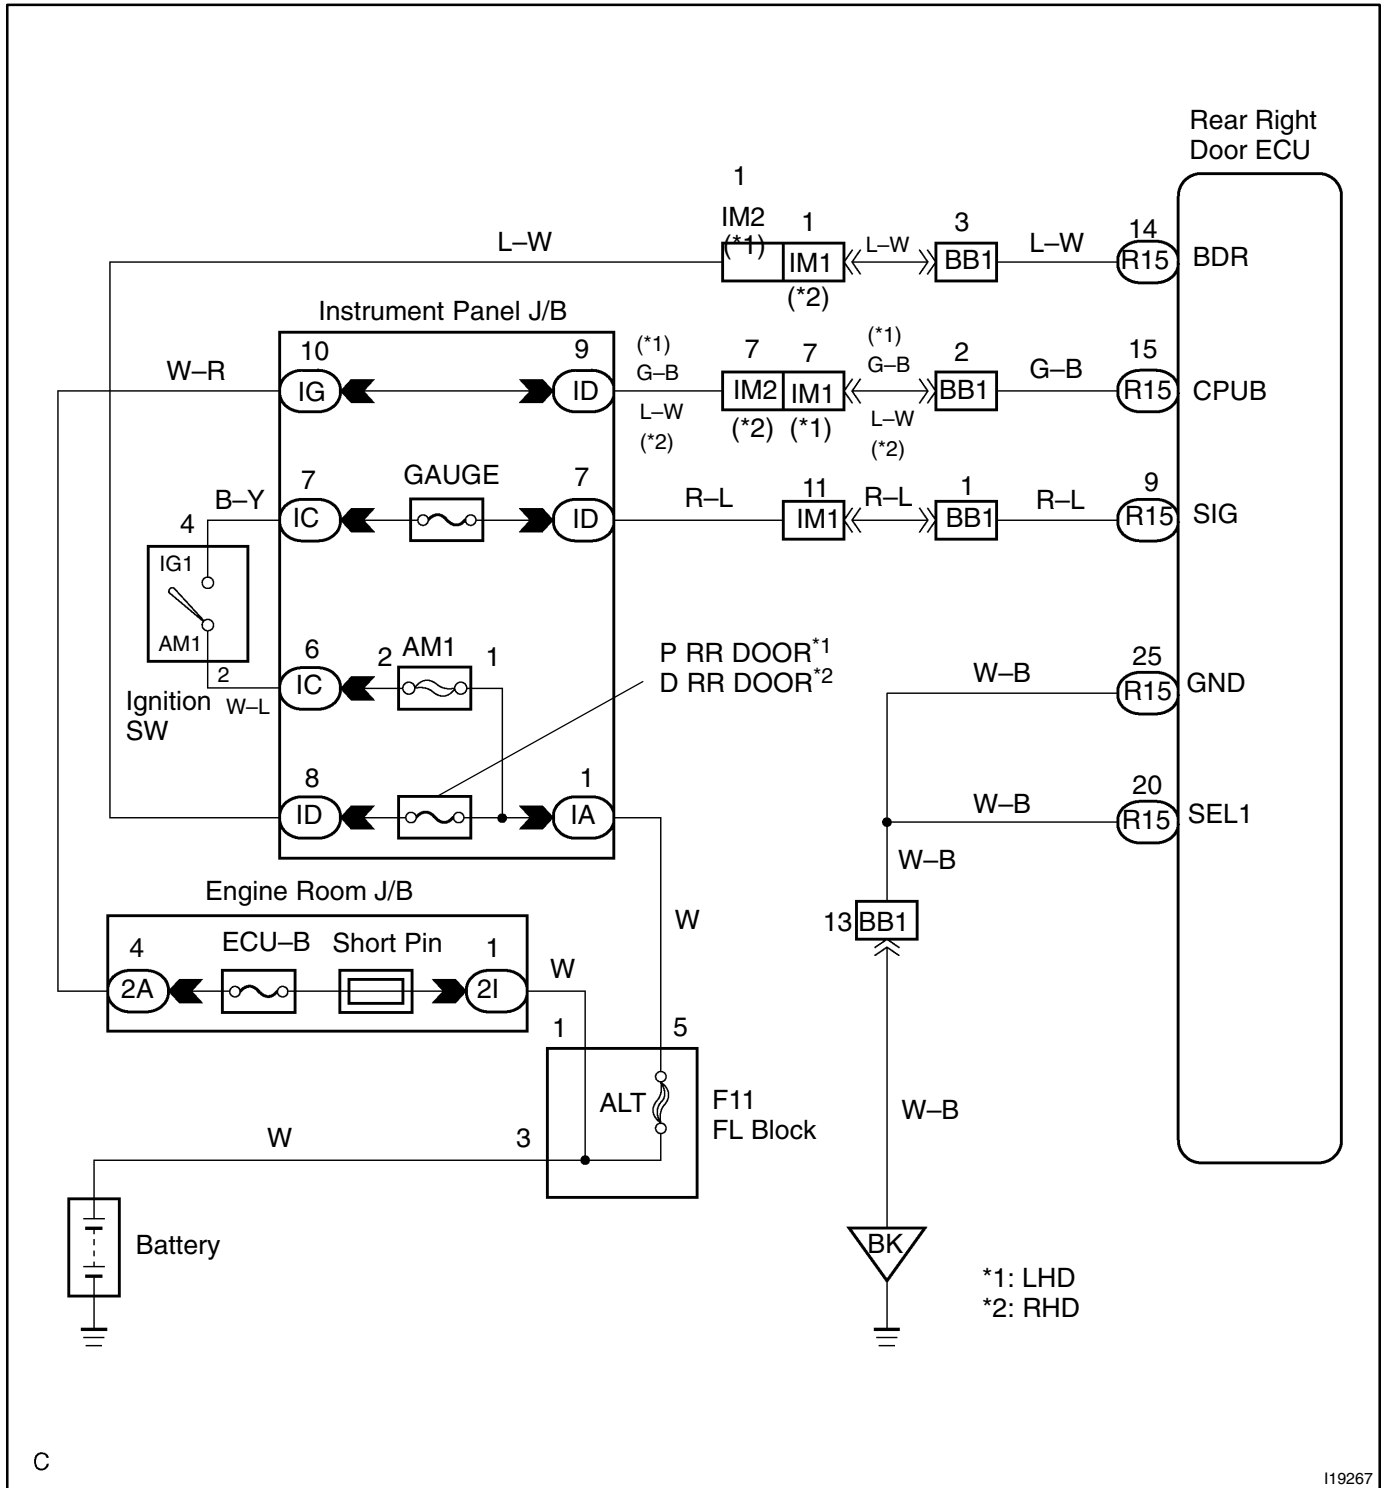 Rear Right
Door ECU
1
IM2
(*1)
1
3
14
L–W
L–W
L–W
IM1
BB1
R15
BDR
(*2)
Instrument Panel J/B
W–R
10
9
(*1)
G–B
7
7
(*1)
G–B
2
15
G–B
IG
ID
IM2
IM1
BB1
R15
CPUB
L–W
(*2)
(*2)
(*1)
L–W
(*2)
B–Y
7
GAUGE
7
R–L
11
R–L
1
R–L
9
4
IC
ID
IM1
BB1
R15
SIG
IG1
AM1
2
Ignition
SW
W–L
6
2
AM1
1
IC
P RR DOOR*1
D RR DOOR*2
W–B
25
R15
GND
8
1
ID
IA
W–B
20
R15
SEL1
W–B
Engine Room J/B
13
BB1
W
4
ECU–B
Short Pin
1
W
2A
2I
1
5
ALT
F11
FL Block
W–B
W
3
Battery
BK
*1: LHD
*2: RHD
C
I19267